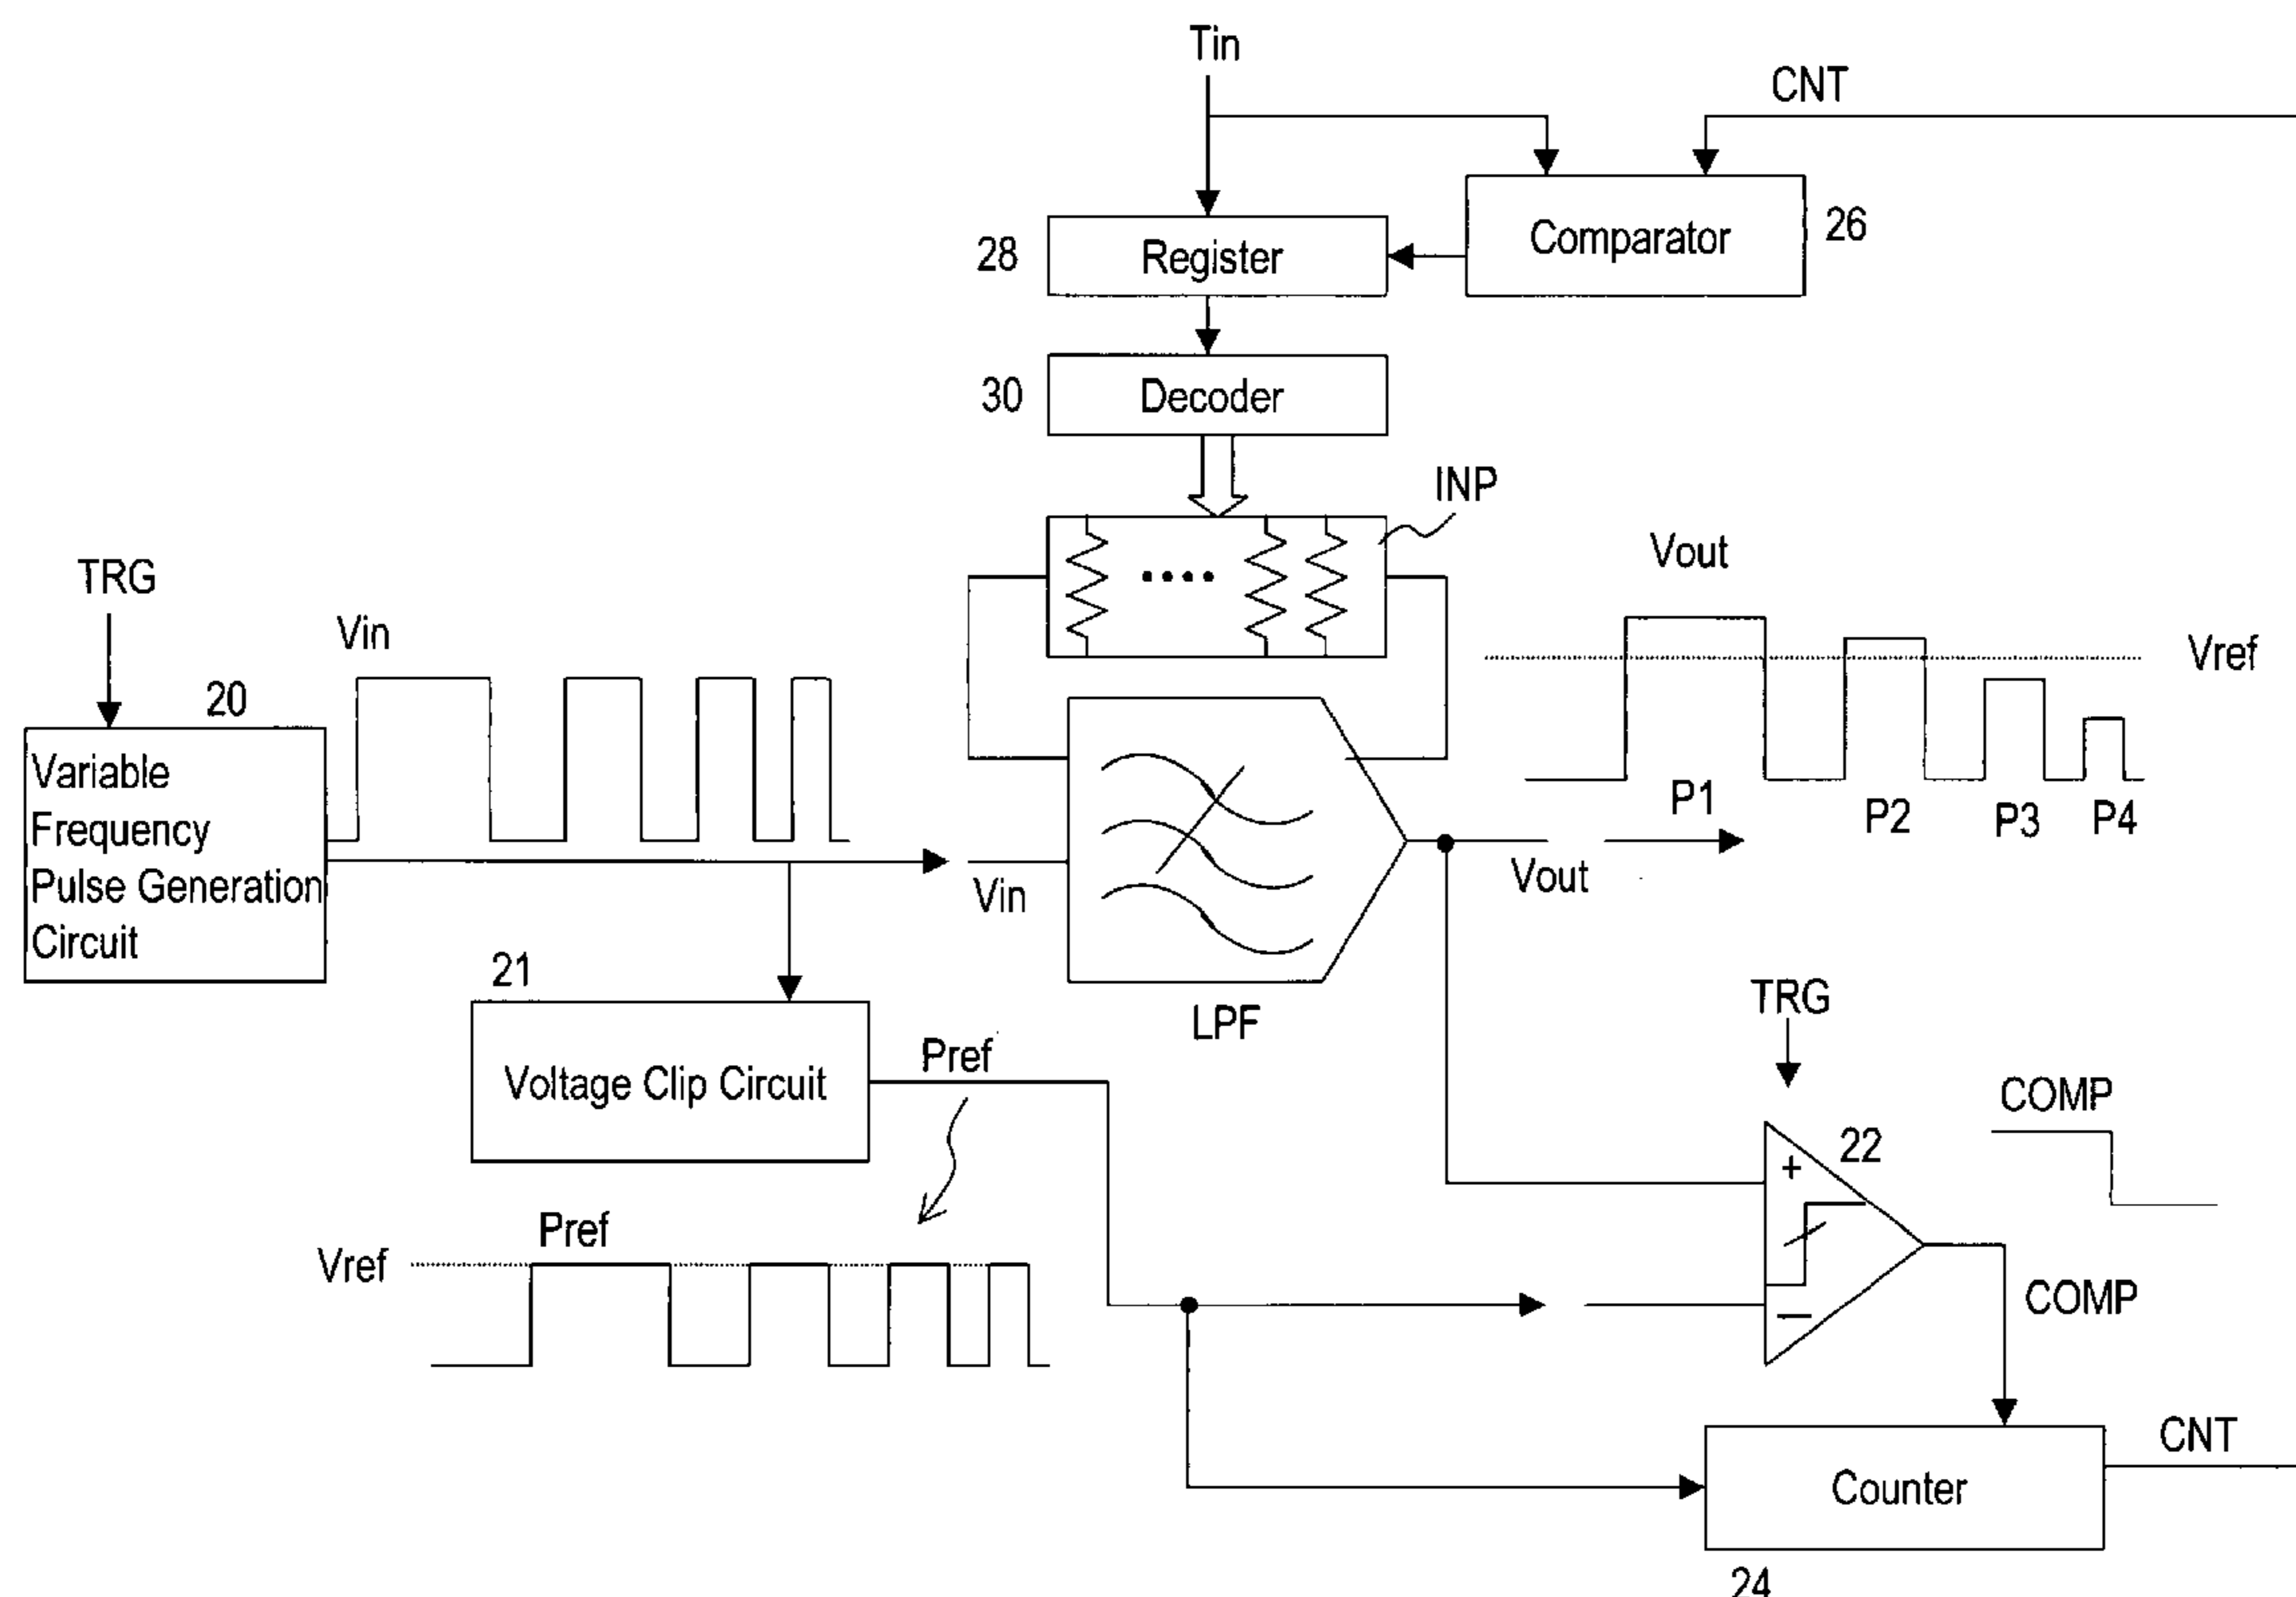 Tin
CNT
28
Register
Comparator
26
30
Decoder
INP
TRG
Vin
Vout
Vref
20
Variable
Frequency
Pulse Generation
Circuit
P1
P2
P3
P4
Vin
Vout
21
LPF
TRG
Voltage Clip Circuit
Pref
COMP
+
22
Vref
Pref
COMP
—
CNT
Counter
24